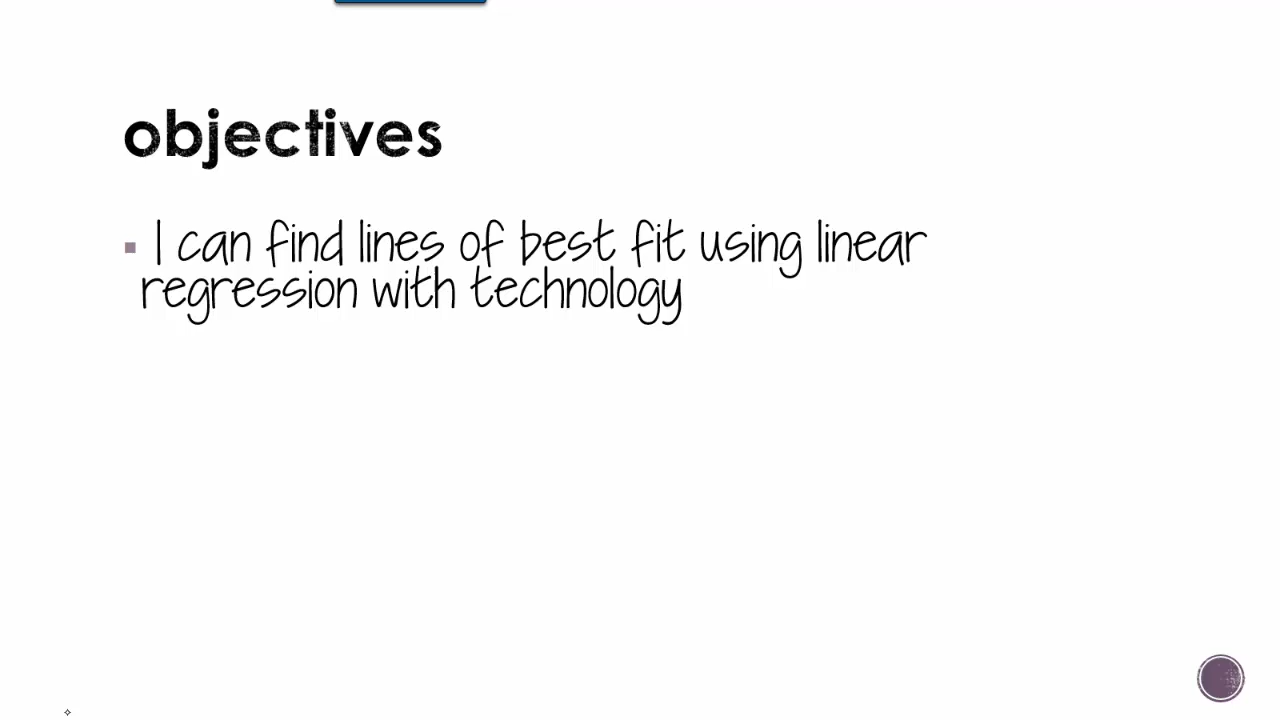 objectives
I can find lines of best fit using linear
regression with technology